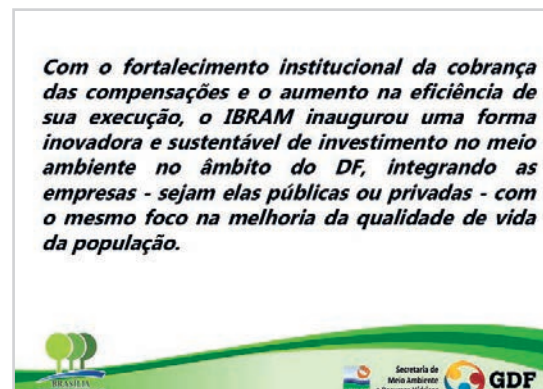 Com o fortalecimento institucional da cobrança
das compensações e o aumento na eficiência de
sua execução, o IBRAM inaugurou uma forma
inovadora e sustentável de investimento no meio
ambiente no âmbito do DF, integrando as
empresas - sejam elas públicas ou privadas - com
o mesmo foco na melhoria da qualidade de vida
da população.
BRASÍLIA
Secretaria de
Meio Ambiente
GDF